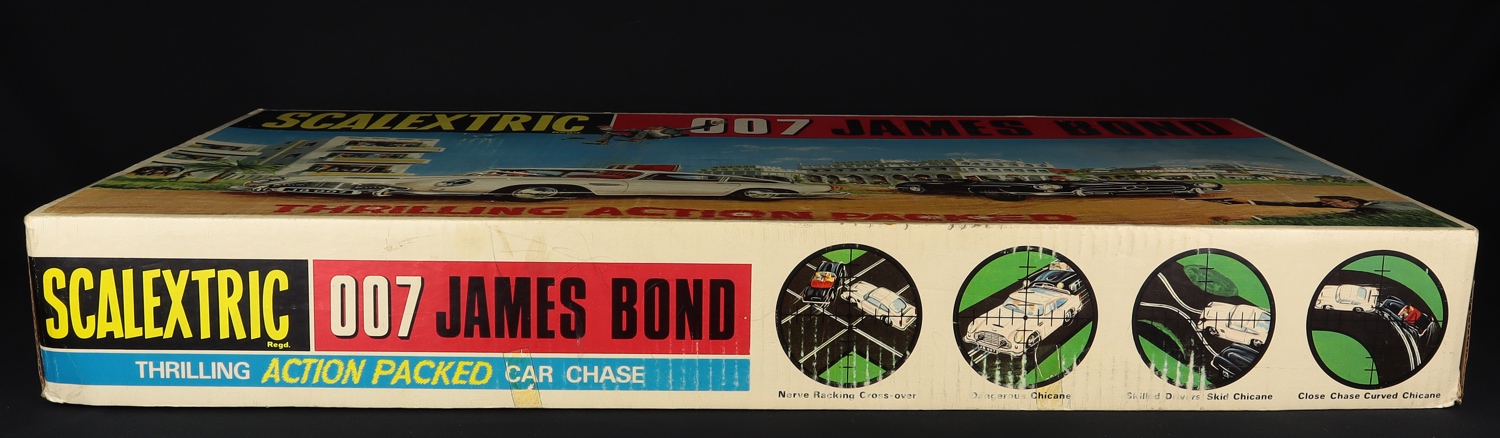 SCALEXTRIC 007 JAMES BOND
THRILLING ACTION PACKED
SCALEXTRIC
Regd.
007 JAMES BOND
THRILLING ACTION PACKED CAR CHASE
Nerve Racking Cross-over
Dangerous Chicane
Skilled Drivers Skid Chicane
Close Chase Curved Chicane